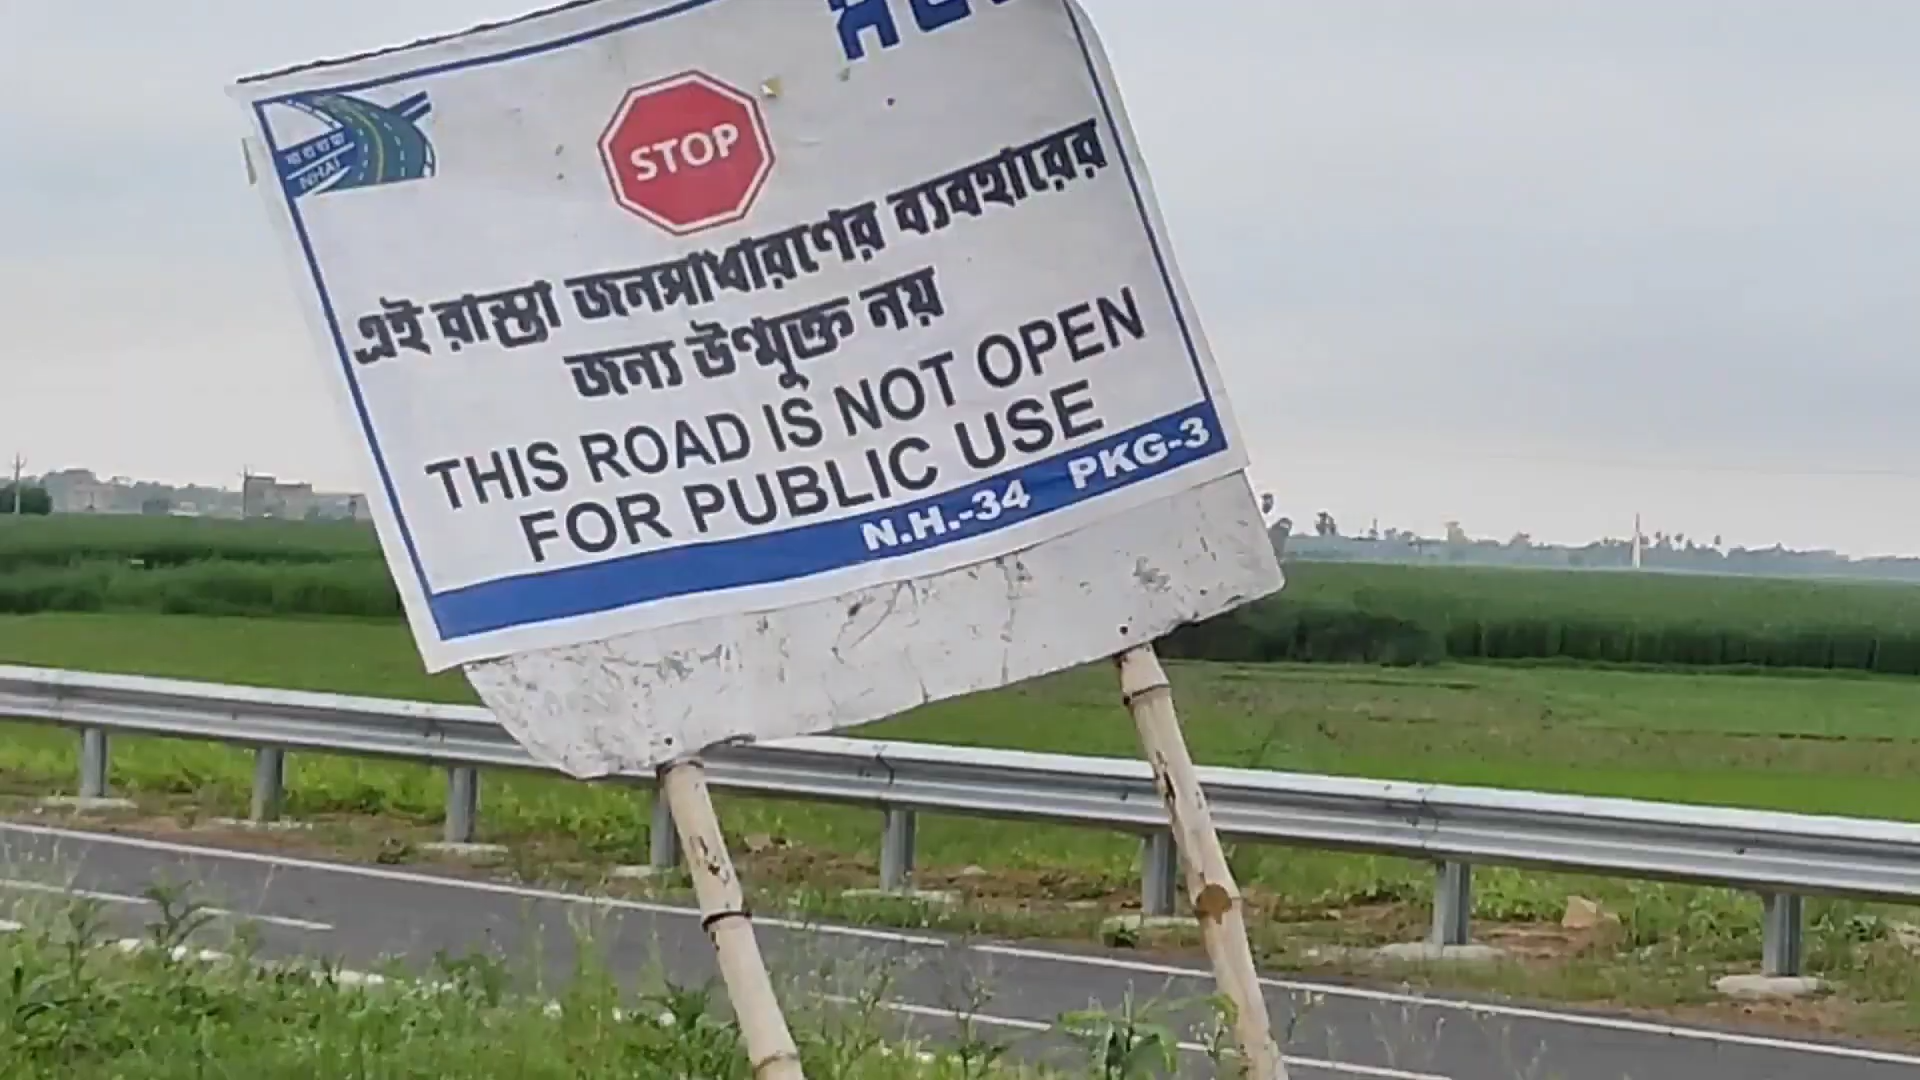 STOP
NHAI
এই রাস্তা জনসাধারণের ব্যবহারের
জন্য উণ্মুক্ত নয়
THIS ROAD IS NOT OPEN
FOR PUBLIC USE
N.H.-34 PKG-3